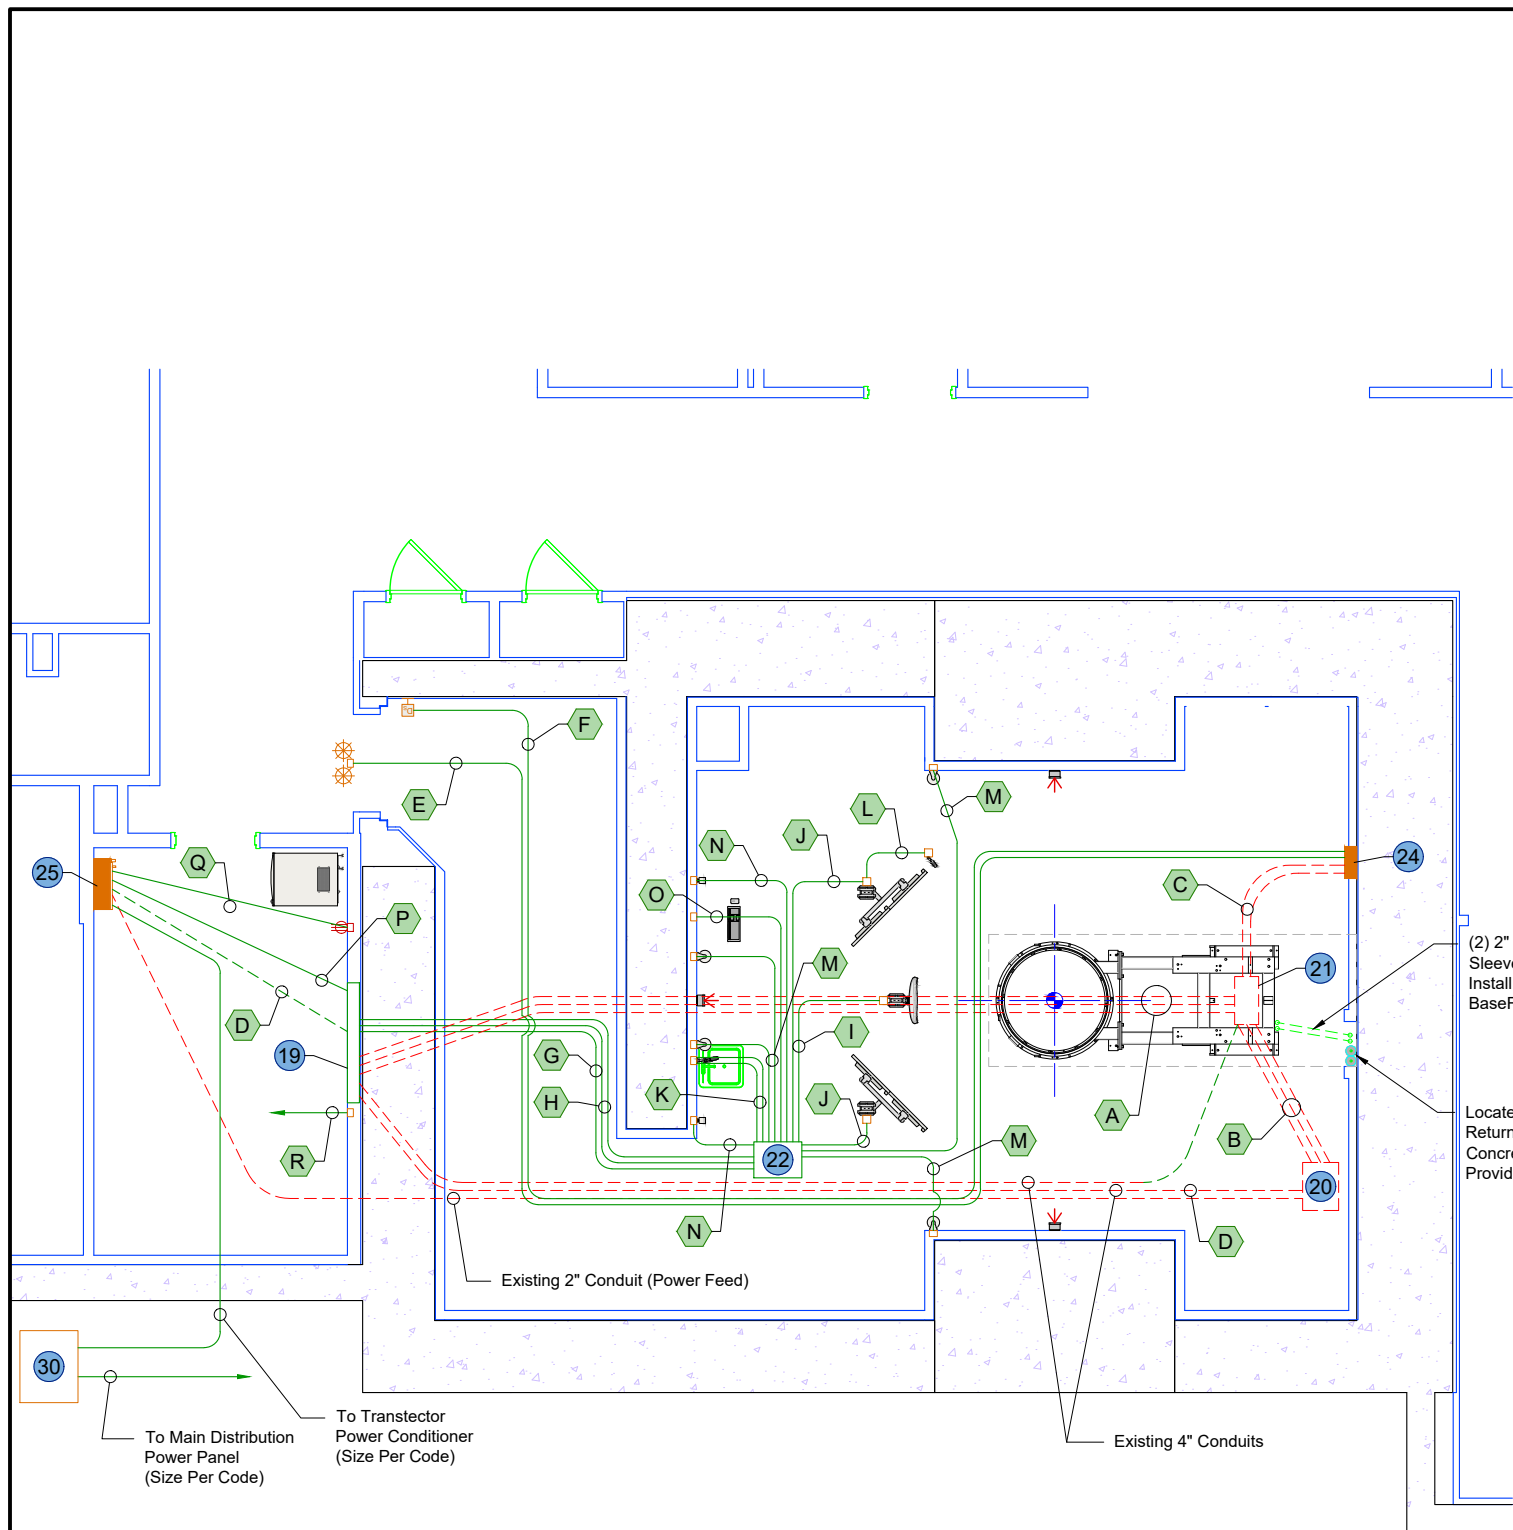 F
E
M
L
J
N
25
Q
24
C
O
P
(2) 2"
M
Sleeve
21
Install
D
BaseF
I
19
G
K
H
J
A
Locate
B
Return
M
Concre
R
22
Provid
20
N
D
Existing 2" Conduit (Power Feed)
30
To Transtector
Power Conditioner
(Size Per Code)
To Main Distribution
Power Panel
(Size Per Code)
Existing 4" Conduits